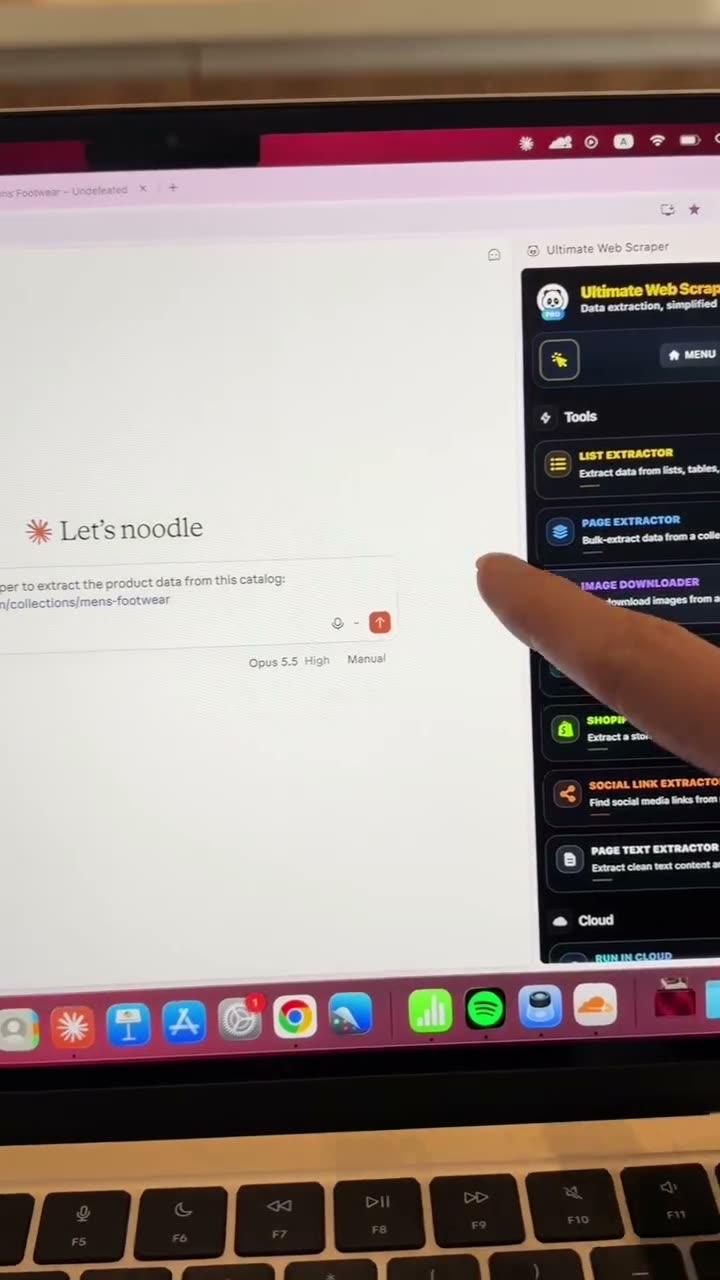 A
ns Footwear – Undefeated × +
Ultimate Web Scraper
Ultimate Web Scrap
Data extraction, simplified
PRO
MENU
Tools
LIST EXTRACTOR
Extract data from lists, tables,
PAGE EXTRACTOR
Bulk-extract data from a colle
IMAGE DOWNLOADER
download images from a
SHOPIF
Extract a stor
SOCIAL LINK EXTRACTO
Find social media links from
PAGE TEXT EXTRACTOR
Extract clean text content a
Cloud
RUN IN CLOUD
Let's noodle
per to extract the product data from this catalog:
n/collections/mens-footwear
Opus 5.5 High Manual
1
F5
F6
F7
F8
F9
F10
F11